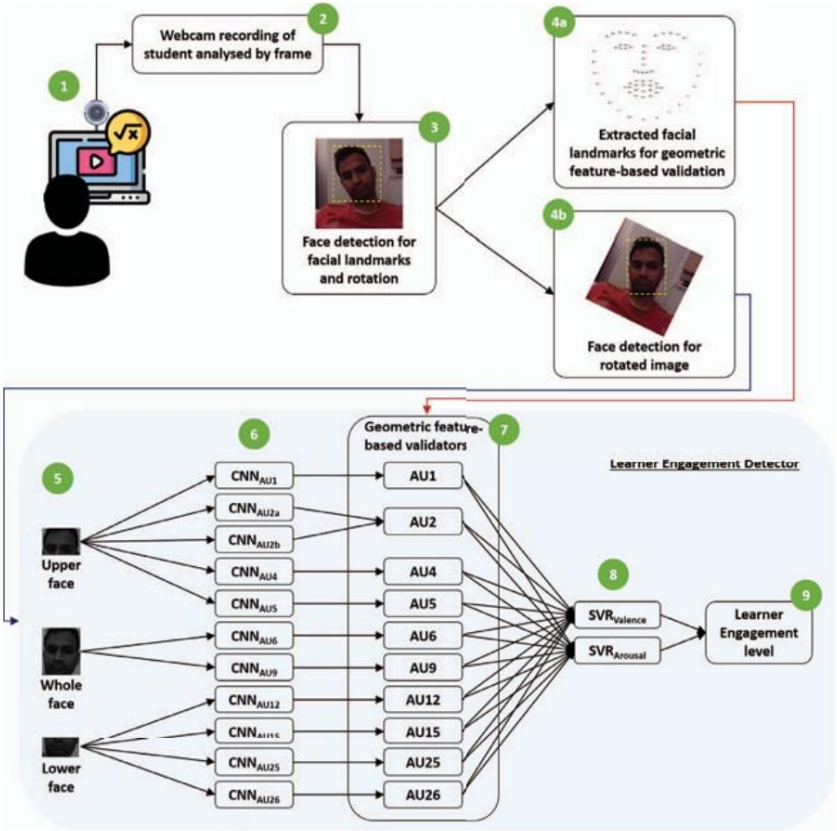 1
√x
2
Webcam recording of
student analysed by frame
3
Face detection for
facial landmarks
and rotation
4a
Extracted facial
landmarks for geometric
feature-based validation
4b
Face detection for
rotated image
Learner Engagement Detector
5
Upper
face
Whole
face
Lower
face
6
CNNAU1
CNNAU2a
CNNAU2b
CNNAU4
CNNAU5
CNNAU6
CNNAU9
CNNAU12
CNNAU15
CNNAU25
CNNAU26
7
Geometric feature-
based validators
AU1
AU2
AU4
AU5
AU6
AU9
AU12
AU15
AU25
AU26
8
SVRValence
SVRArousal
9
Learner
Engagement
level